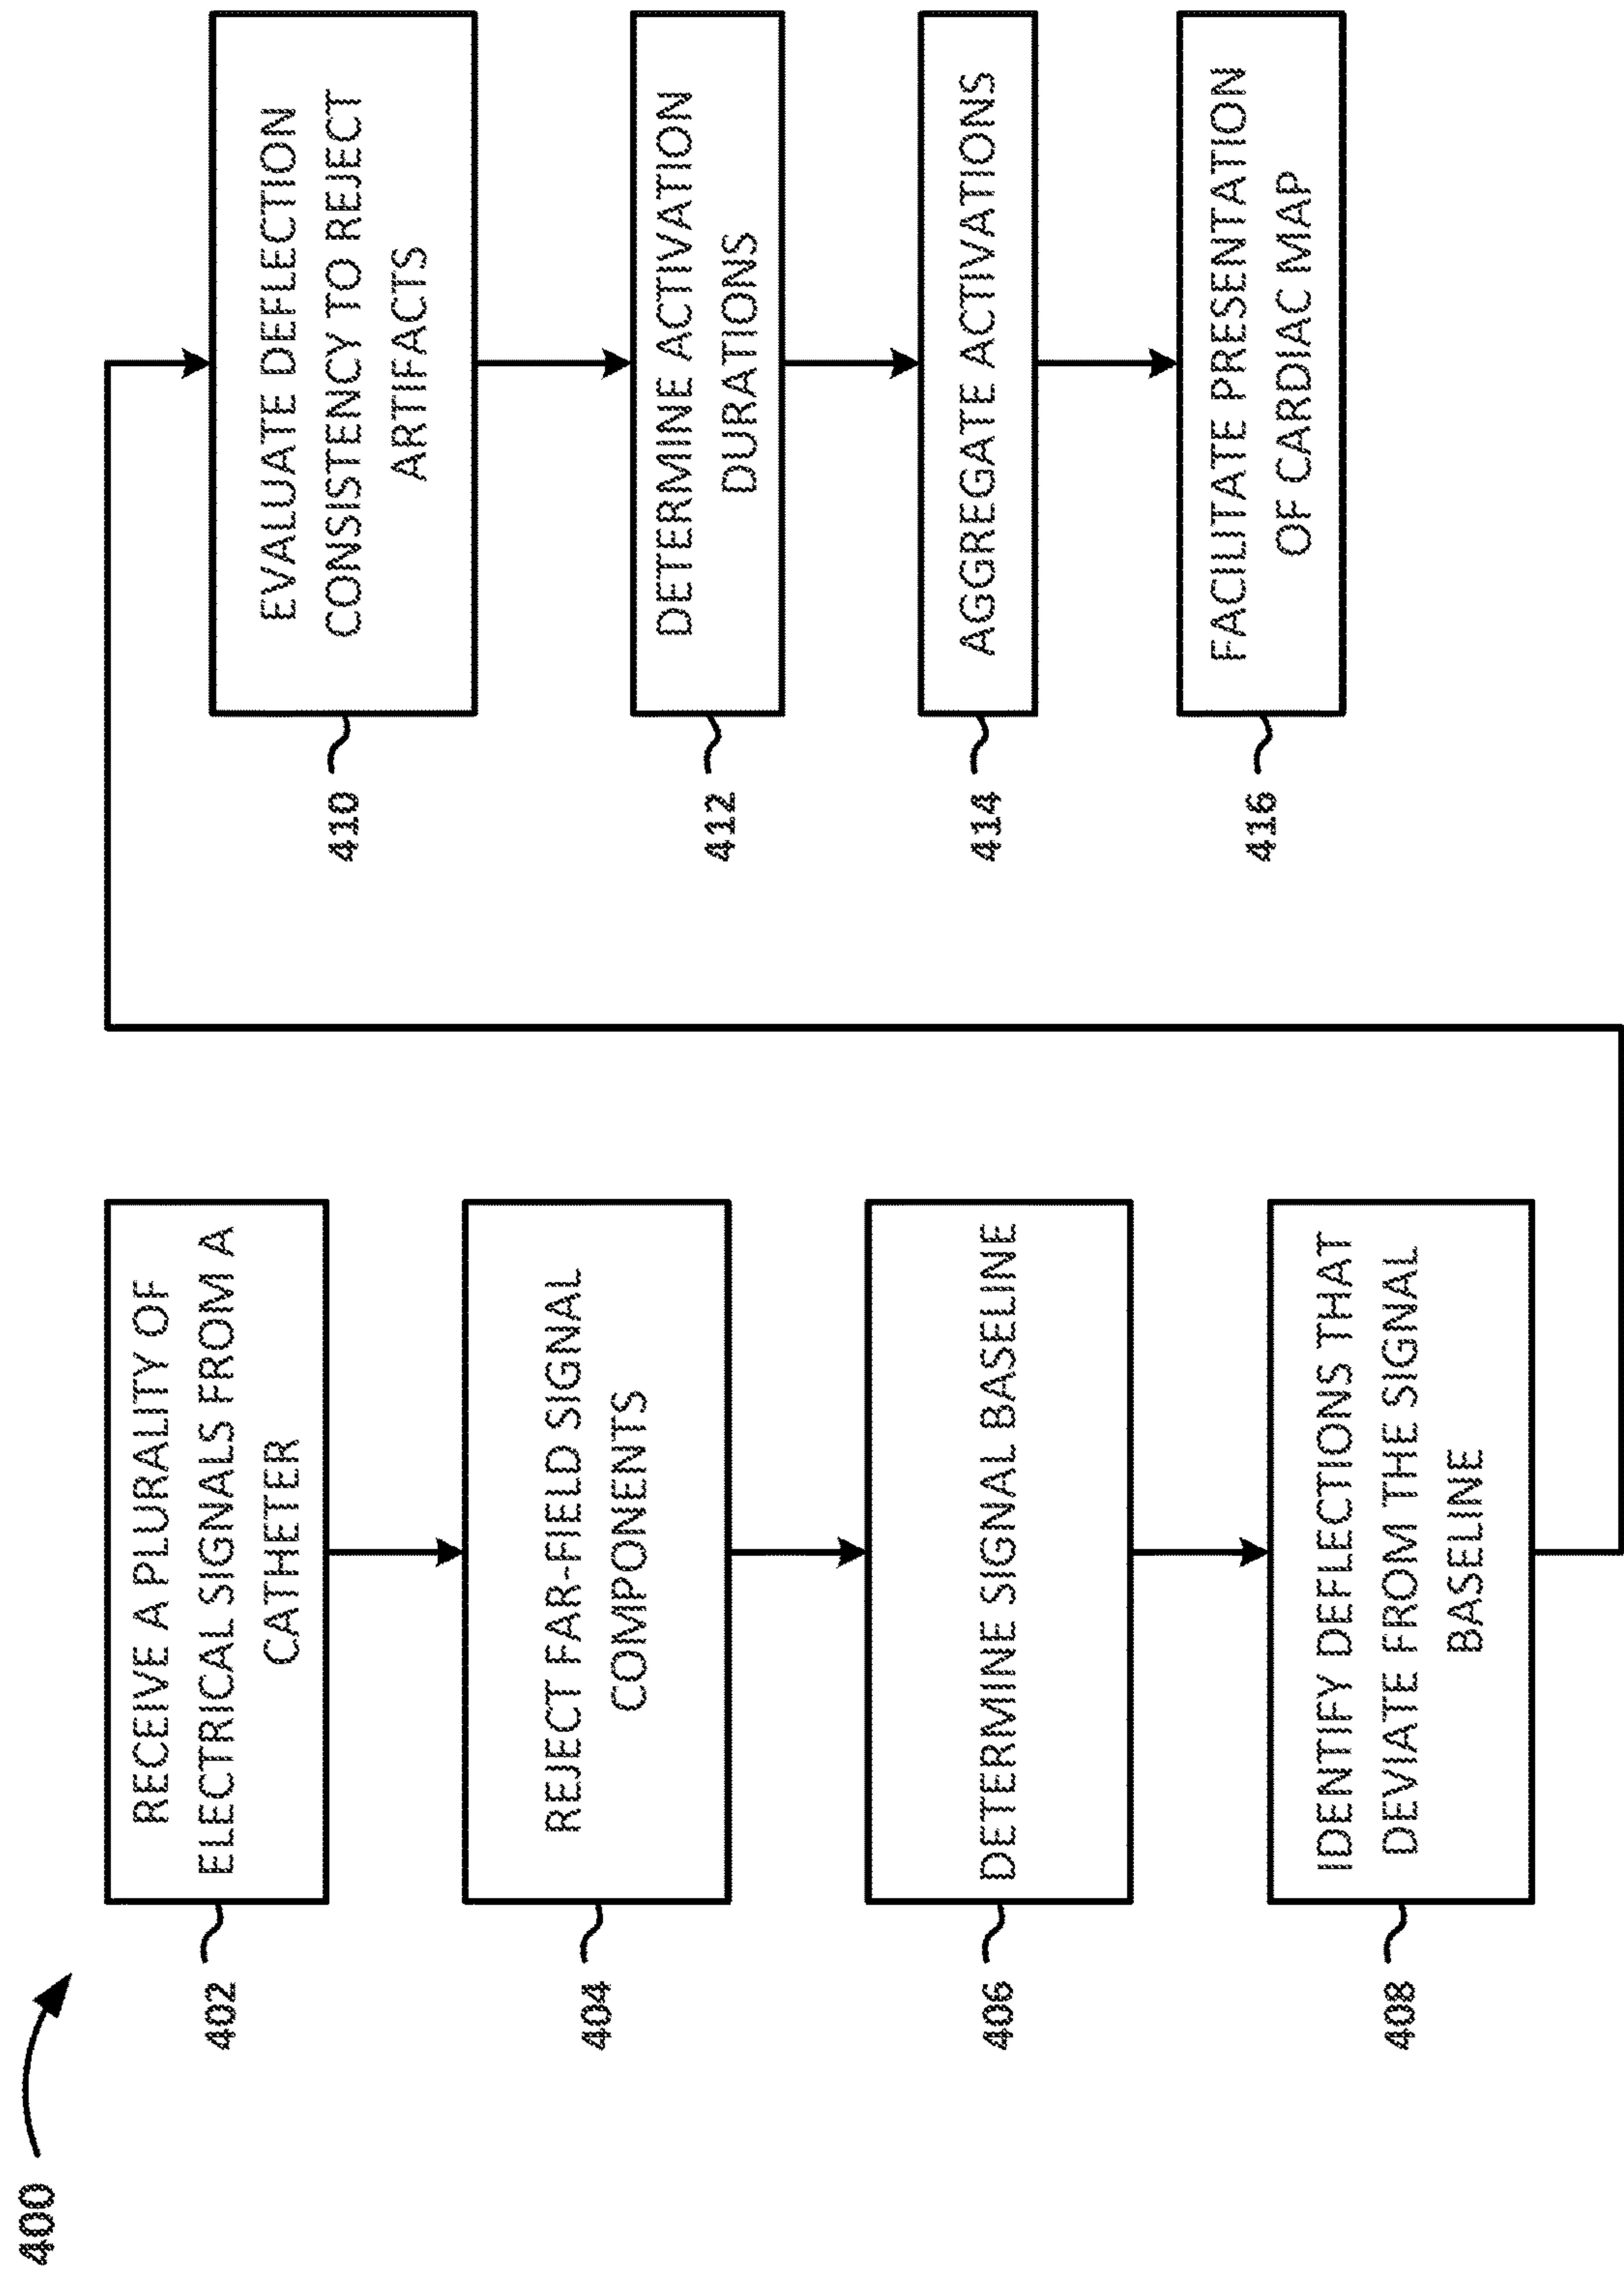 400
402
RECEIVE A PLURALITY OF
ELECTRICAL SIGNALS FROM A
CATHETER
404
REJECT FAR-FIELD SIGNAL
COMPONENTS
406
DETERMINE SIGNAL BASELINE
408
IDENTIFY DEFLECTIONS THAT
DEVIATE FROM THE SIGNAL
BASELINE
410
EVALUATE DEFLECTION
CONSISTENCY TO REJECT
ARTIFACTS
412
DETERMINE ACTIVATION
DURATIONS
414
AGGREGATE ACTIVATIONS
416
FACILITATE PRESENTATION
OF CARDIAC MAP